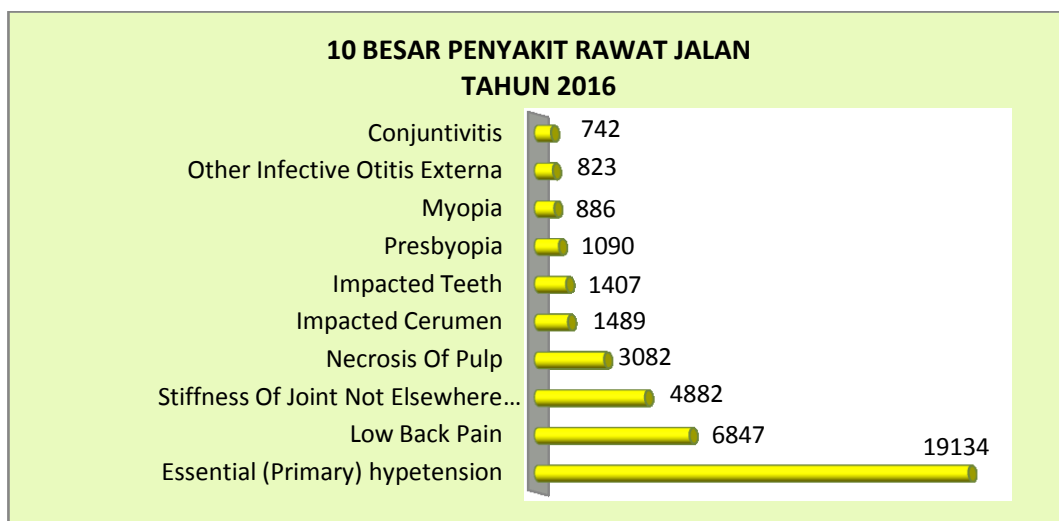 10 BESAR PENYAKIT RAWAT JALAN
TAHUN 2016
Conjuntivitis 742
Other Infective Otitis Externa 823
Myopia 886
Presbyopia 1090
Impacted Teeth 1407
Impacted Cerumen 1489
Necrosis Of Pulp 3082
Stiffness Of Joint Not Elsewhere... 4882
Low Back Pain 6847
Essential (Primary) hypetension 19134